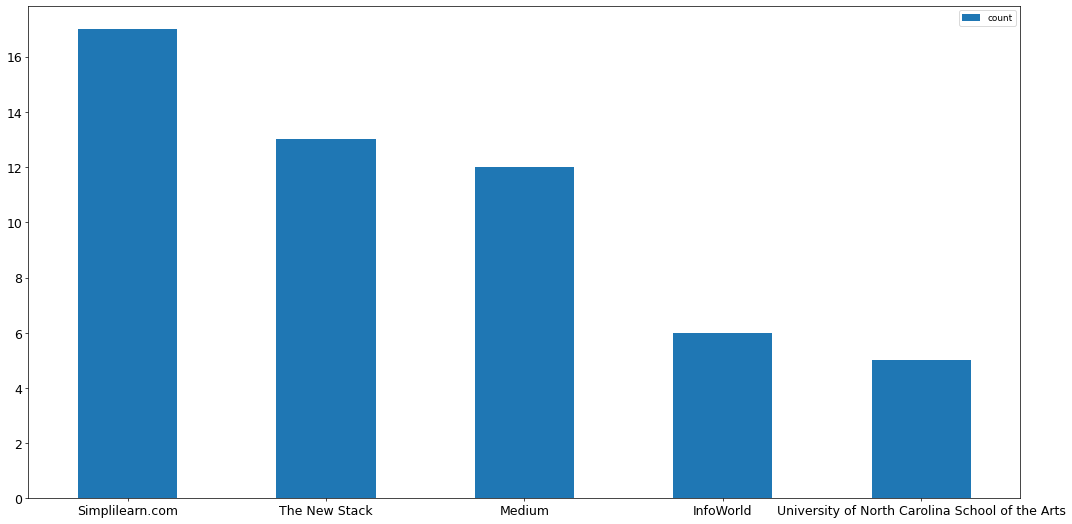 count
16
14
12
10
8
6
4
2
0
Simplilearn.com
The New Stack
Medium
InfoWorld
University of North Carolina School of the Arts